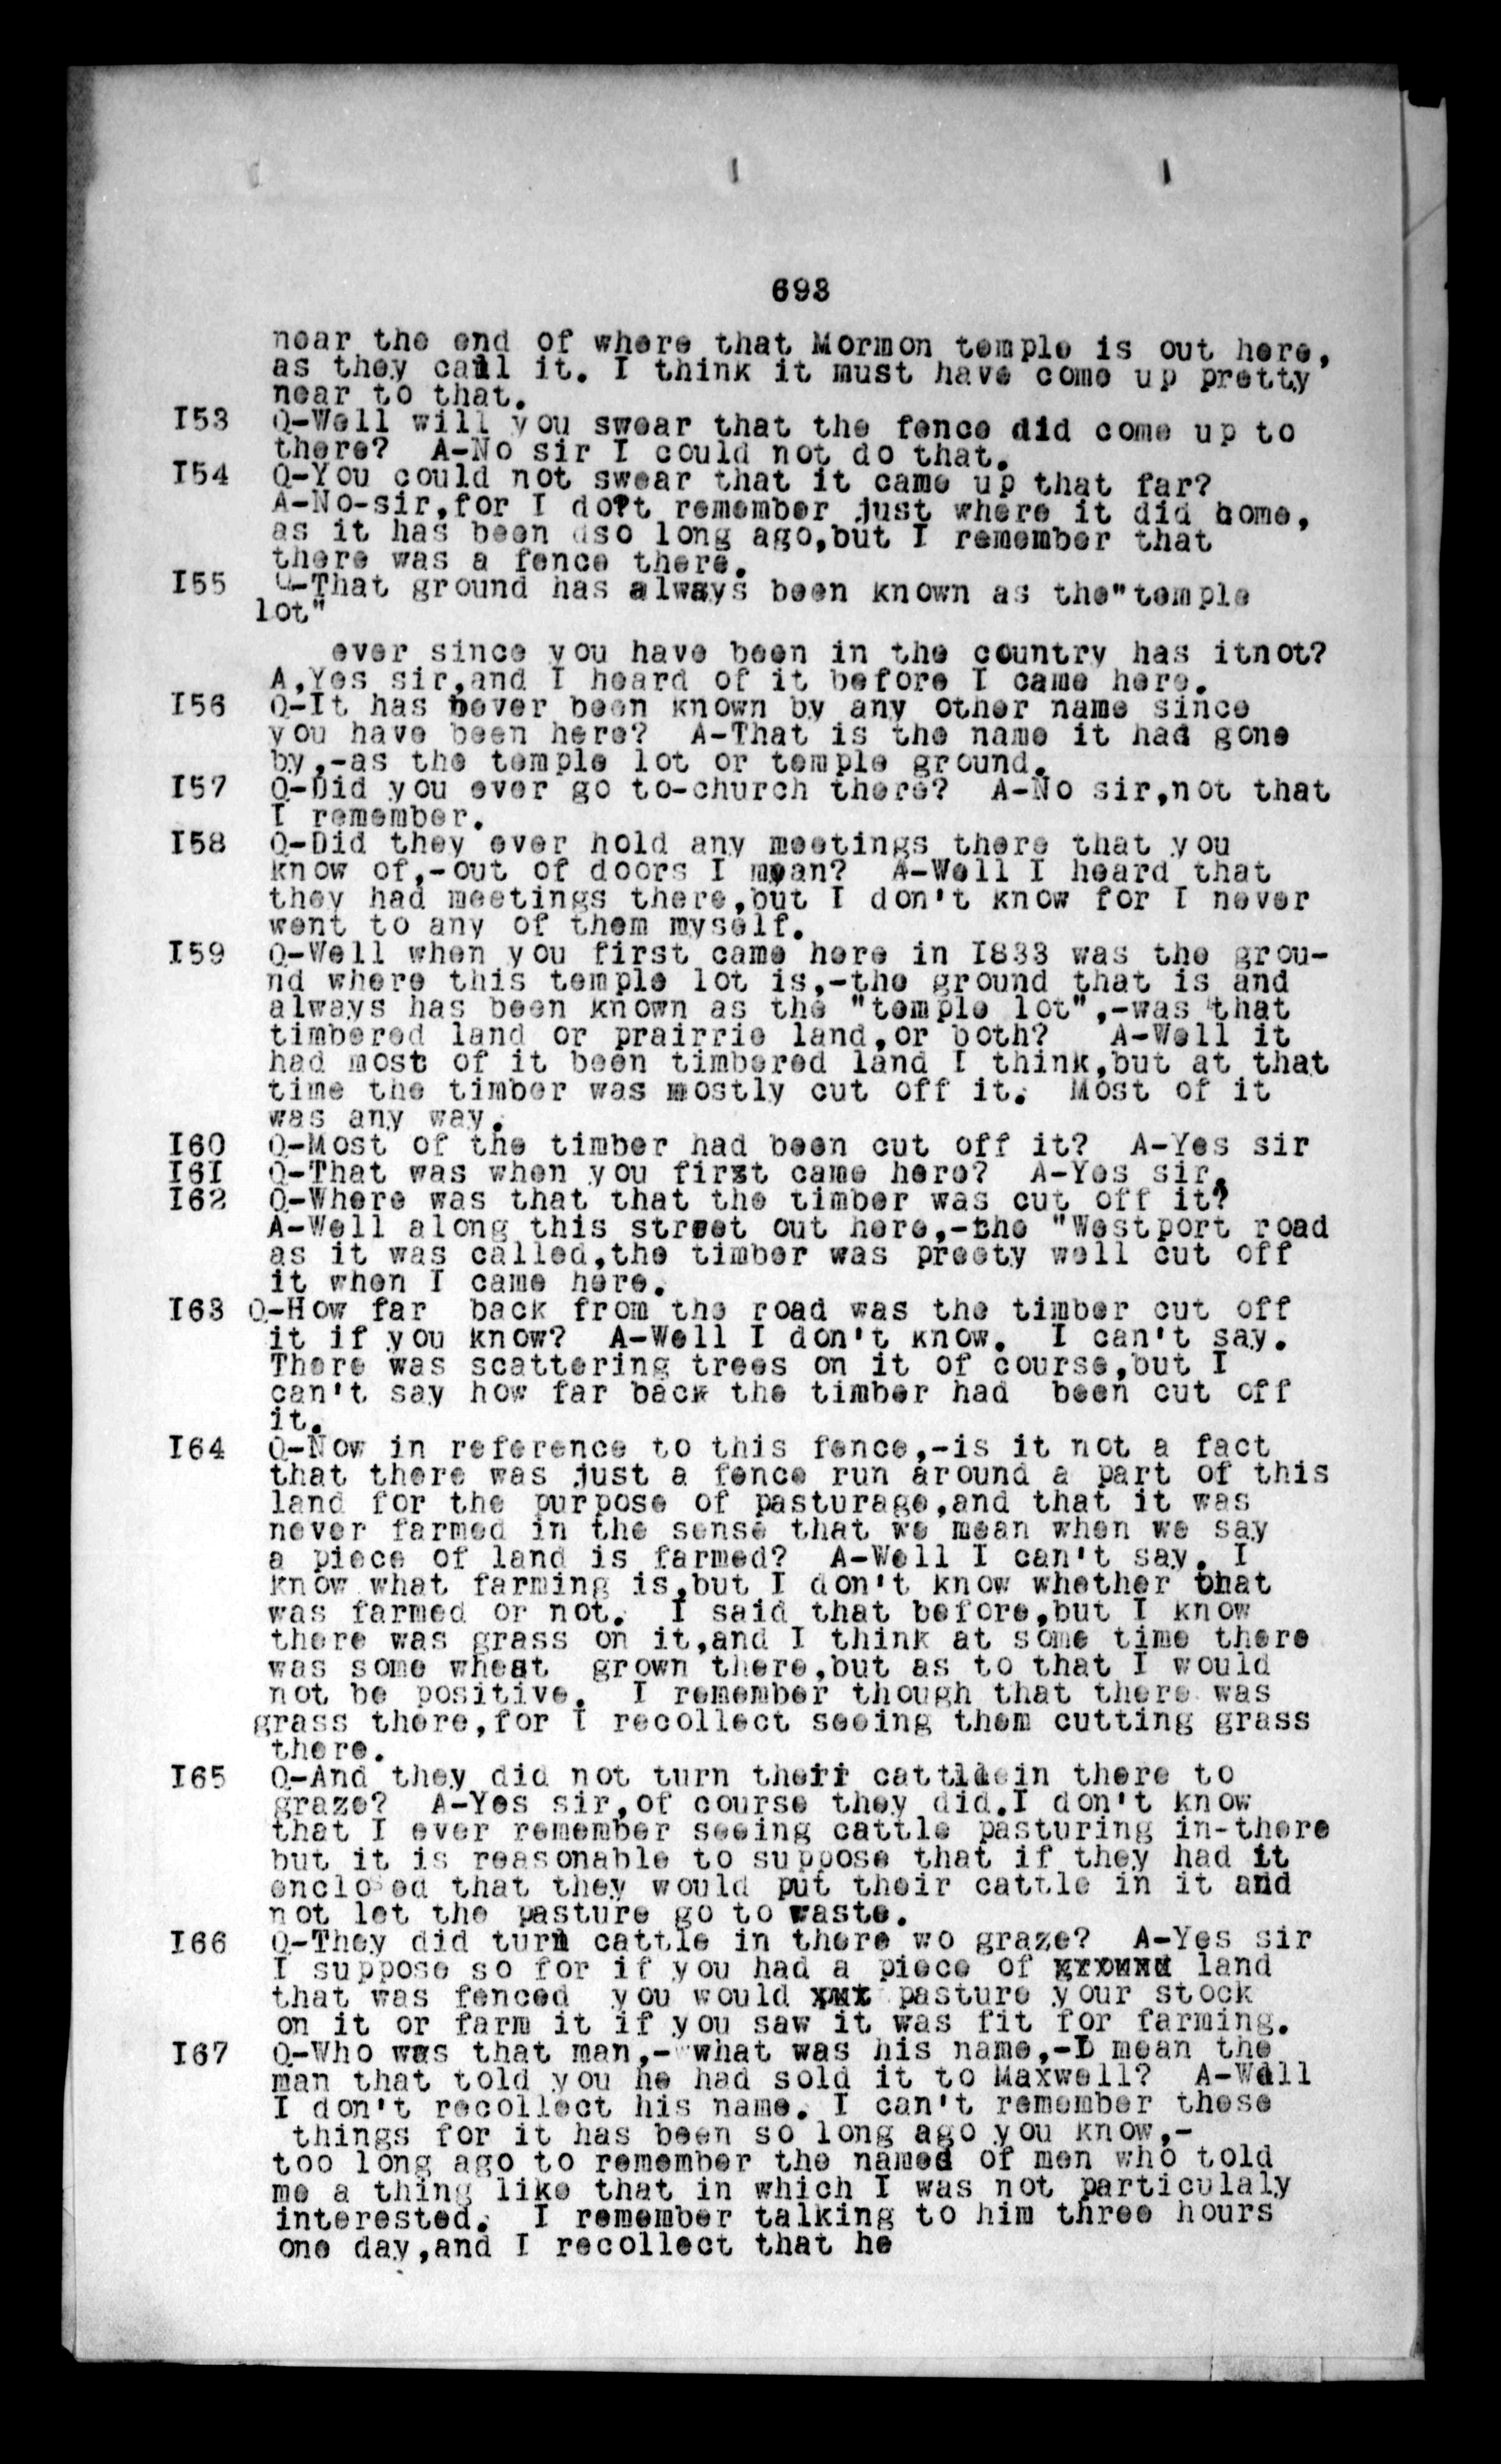 693
near the end of where that Mormon temple is out here,
as they call it. I think it must have come up pretty
near to that.
I53 Q-Well will you swear that the fence did come up to
there? A-No sir I could not do that.
I54 Q-You could not swear that it came up that far?
A-No-sir,for I do't remember just where it did come,
as it has been so long ago,but I remember that
there was a fence there.
I55 Q-That ground has always been known as the"temple
lot"
ever since you have been in the country has itnot?
A,Yes sir,and I heard of it before I came here.
I56 Q-It has never been known by any other name since
you have been here? A-That is the name it had gone
by,-as the temple lot or temple ground.
I57 Q-Did you ever go to-church there? A-No sir,not that
I remember.
I58 Q-Did they ever hold any meetings there that you
know of,-out of doors I mean? A-Well I heard that
they had meetings there,but I don't know for I never
went to any of them myself.
I59 Q-Well when you first came here in I833 was the grou-
nd where this temple lot is,-the ground that is and
always has been known as the "temple lot",-was that
timbered land or prairrie land,or both? A-Well it
had most of it been timbered land I think,but at that
time the timber was mostly cut off it. Most of it
was any way.
I60 Q-Most of the timber had been cut off it? A-Yes sir
I6I Q-That was when you first came here? A-Yes sir.
I62 Q-Where was that that the timber was cut off it?
A-Well along this street out here,-the "Westport road
as it was called,the timber was preety well cut off
it when I came here.
I63 Q-How far back from the road was the timber cut off
it if you know? A-Well I don't know. I can't say.
There was scattering trees on it of course,but I
can't say how far back the timber had been cut off
it.
I64 Q-Now in reference to this fence,-is it not a fact
that there was just a fence run around a part of this
land for the purpose of pasturage,and that it was
never farmed in the sense that we mean when we say
a piece of land is farmed? A-Well I can't say. I
know what farming is,but I don't know whether that
was farmed or not. I said that before,but I know
there was grass on it,and I think at some time there
was some wheat grown there,but as to that I would
not be positive. I remember though that there was
grass there,for I recollect seeing them cutting grass
there.
I65 Q-And they did not turn their cattle in there to
graze? A-Yes sir,of course they did.I don't know
that I ever remember seeing cattle pasturing in-there
but it is reasonable to suppose that if they had it
enclosed that they would put their cattle in it and
not let the pasture go to waste.
I66 Q-They did turn cattle in there wo graze? A-Yes sir
I suppose so for if you had a piece of land
that was fenced you would pasture your stock
on it or farm it if you saw it was fit for farming.
I67 Q-Who was that man,- what was his name,-I mean the
man that told you he had sold it to Maxwell? A-Well
I don't recollect his name. I can't remember these
things for it has been so long ago you know,-
too long ago to remember the named of men who told
me a thing like that in which I was not particulaly
interested. I remember talking to him three hours
one day,and I recollect that he